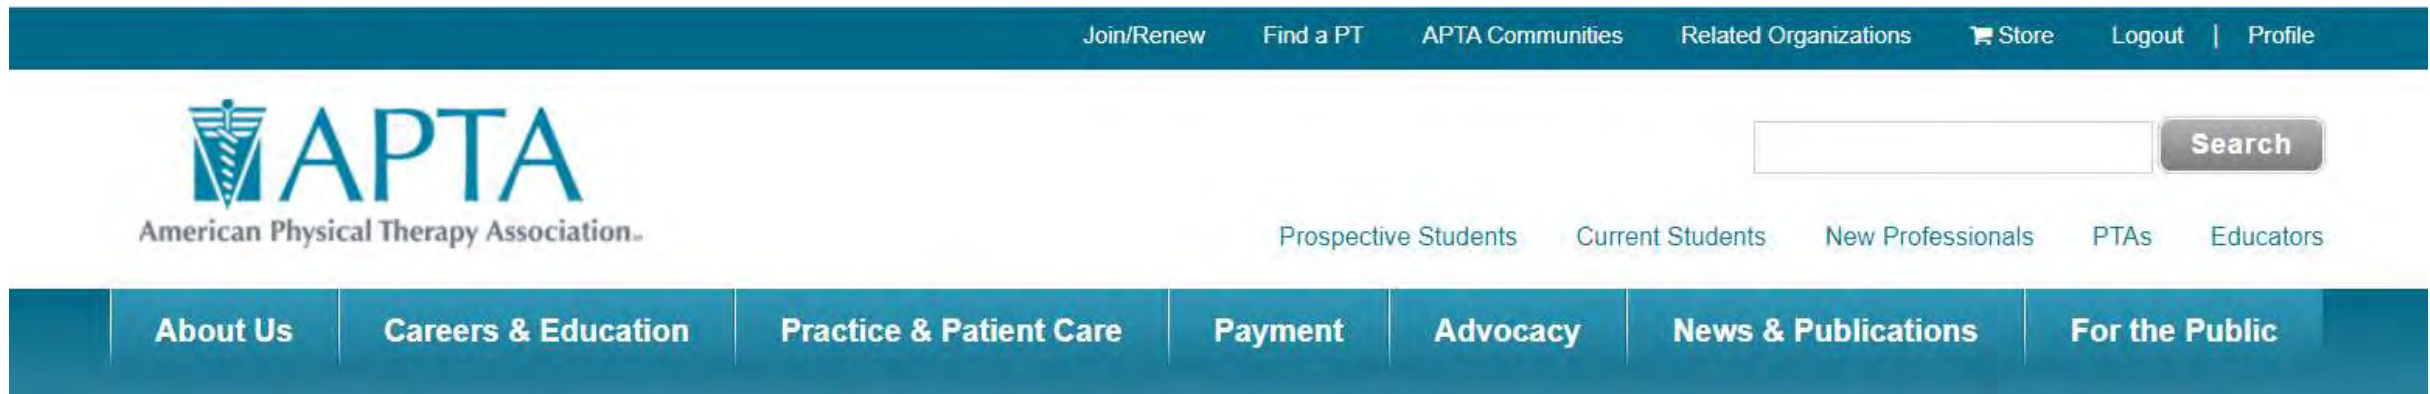 Join/Renew Find a PT APTA Communities Related Organizations Store Logout | Profile
APTA
American Physical Therapy Association
Search
Prospective Students Current Students New Professionals PTAs Educators
About Us Careers & Education Practice & Patient Care Payment Advocacy News & Publications For the Public